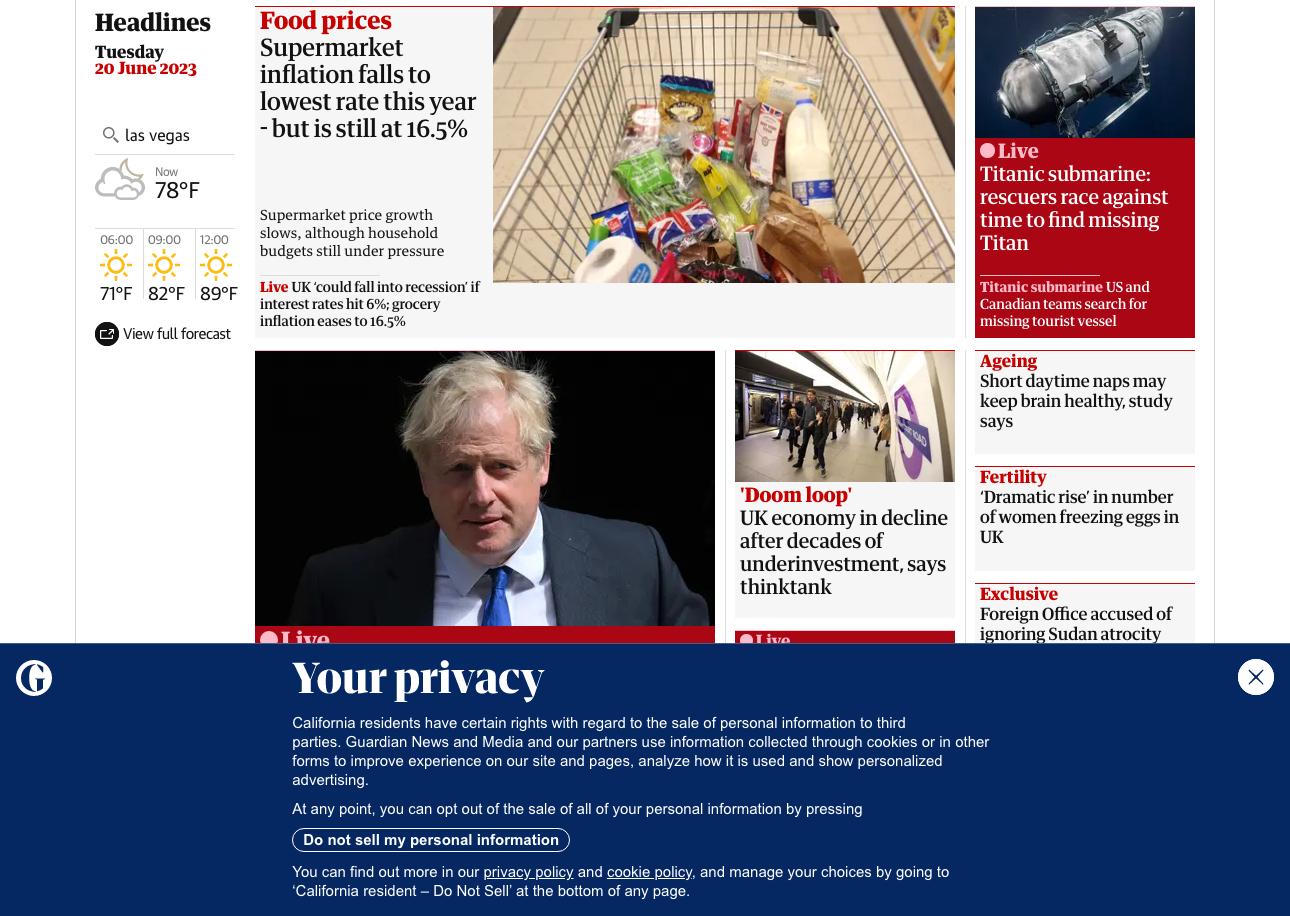 Headlines
Tuesday
20 June 2023
las vegas
Now
78°F
06:00
09:00
12:00
71°F
82°F
89°F
View full forecast
Food prices
Supermarket
inflation falls to
lowest rate this year
- but is still at 16.5%
Supermarket price growth
slows, although household
budgets still under pressure
Live UK ‘could fall into recession’ if
interest rates hit 6%; grocery
inflation eases to 16.5%
Live
Titanic submarine:
rescuers race against
time to find missing
Titan
Titanic submarine US and
Canadian teams search for
missing tourist vessel
Live
ROAD
'Doom loop'
UK economy in decline
after decades of
underinvestment, says
thinktank
Live
Ageing
Short daytime naps may
keep brain healthy, study
says
Fertility
‘Dramatic rise’ in number
of women freezing eggs in
UK
Exclusive
Foreign Office accused of
ignoring Sudan atrocity
G
Your privacy
California residents have certain rights with regard to the sale of personal information to third
parties. Guardian News and Media and our partners use information collected through cookies or in other
forms to improve experience on our site and pages, analyze how it is used and show personalized
advertising.
At any point, you can opt out of the sale of all of your personal information by pressing
Do not sell my personal information
You can find out more in our privacy policy and cookie policy, and manage your choices by going to
‘California resident – Do Not Sell’ at the bottom of any page.